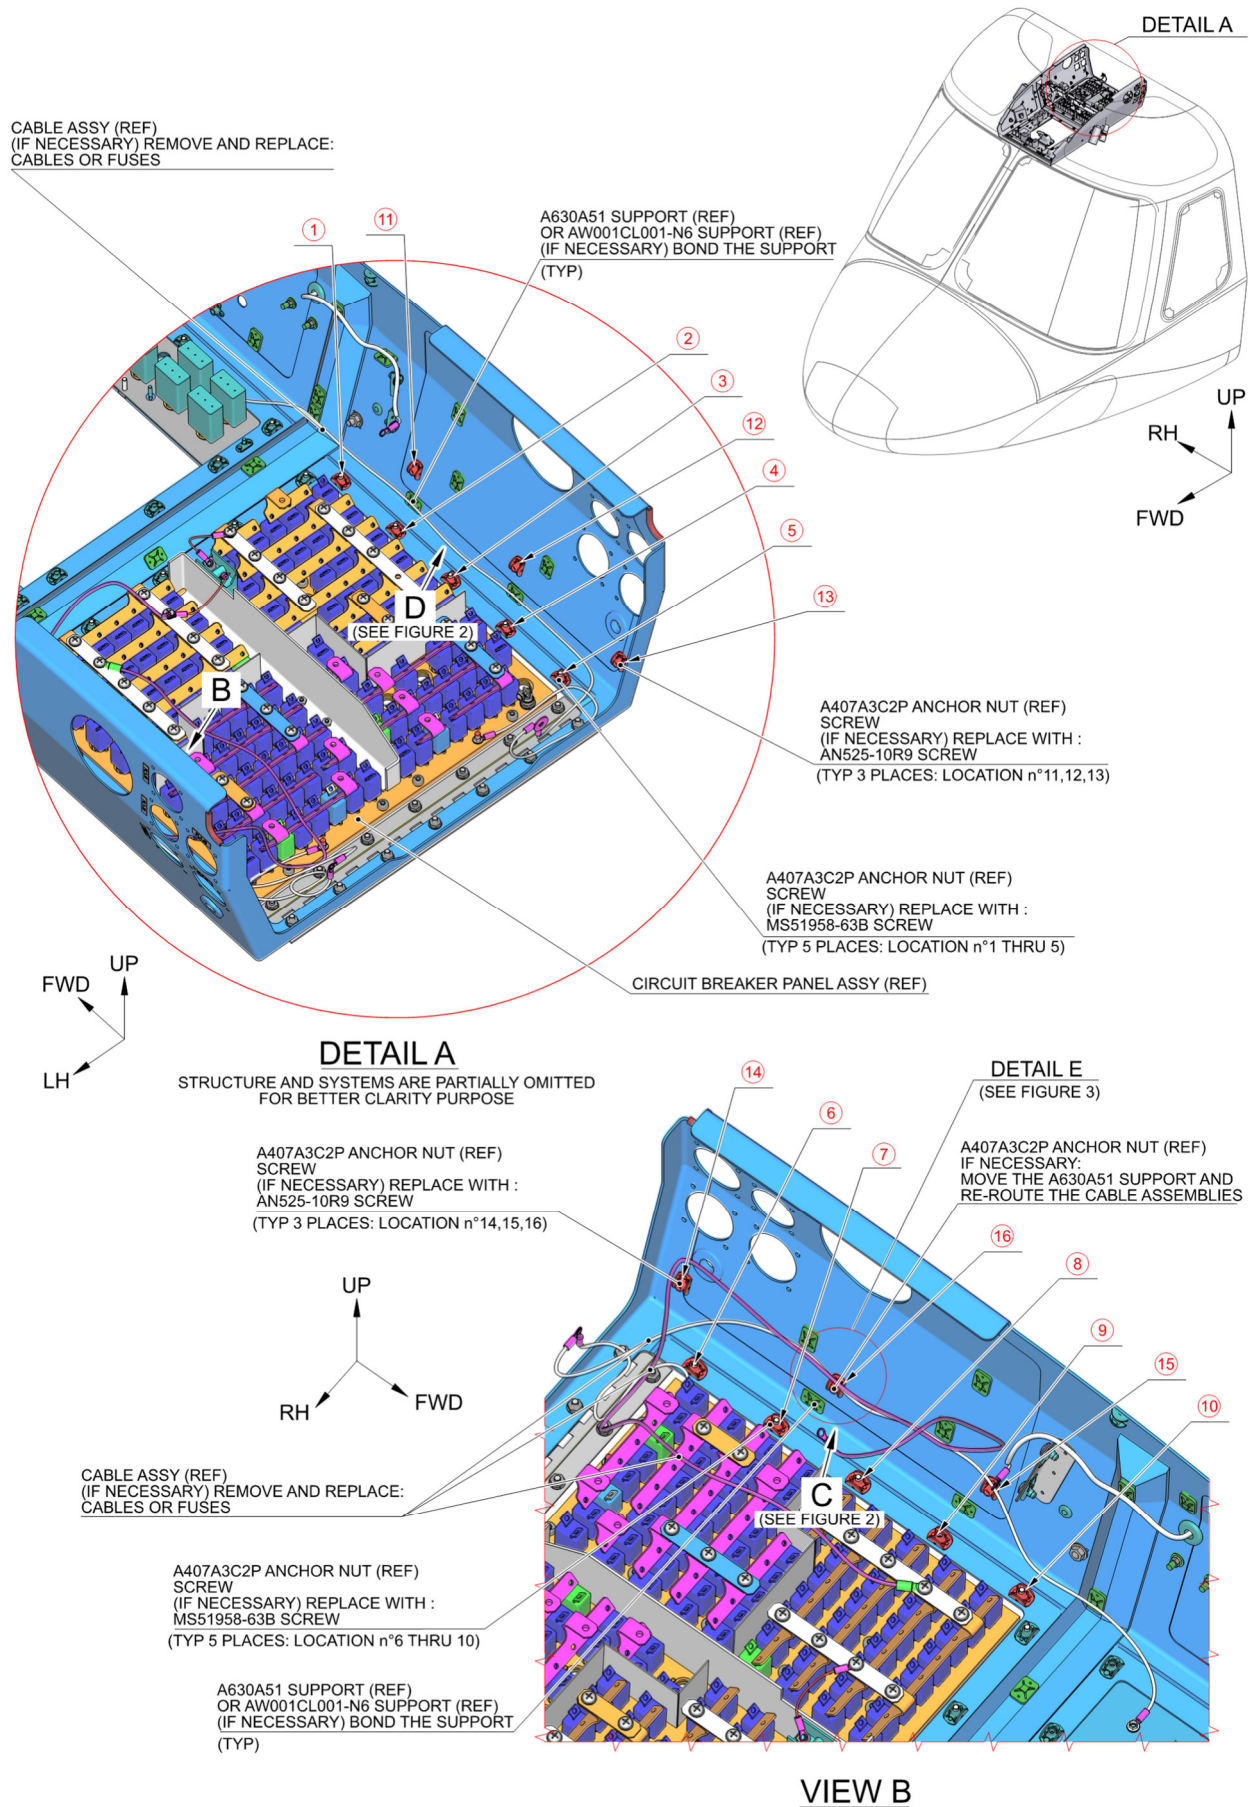 DETAIL A
CABLE ASSY (REF)
(IF NECESSARY) REMOVE AND REPLACE:
CABLES OR FUSES
1
11
A630A51 SUPPORT (REF)
OR AW001CL001-N6 SUPPORT (REF)
(IF NECESSARY) BOND THE SUPPORT
(TYP)
2
3
12
4
5
13
UP
RH
FWD
D
(SEE FIGURE 2)
B
A407A3C2P ANCHOR NUT (REF)
SCREW
(IF NECESSARY) REPLACE WITH :
AN525-10R9 SCREW
(TYP 3 PLACES: LOCATION n°11,12,13)
A407A3C2P ANCHOR NUT (REF)
SCREW
(IF NECESSARY) REPLACE WITH :
MS51958-63B SCREW
(TYP 5 PLACES: LOCATION n°1 THRU 5)
CIRCUIT BREAKER PANEL ASSY (REF)
UP
FWD
LH
DETAIL A
STRUCTURE AND SYSTEMS ARE PARTIALLY OMITTED
FOR BETTER CLARITY PURPOSE
14
6
7
DETAIL E
(SEE FIGURE 3)
A407A3C2P ANCHOR NUT (REF)
IF NECESSARY:
MOVE THE A630A51 SUPPORT AND
RE-ROUTE THE CABLE ASSEMBLIES
A407A3C2P ANCHOR NUT (REF)
SCREW
(IF NECESSARY) REPLACE WITH :
AN525-10R9 SCREW
(TYP 3 PLACES: LOCATION n°14,15,16)
16
8
9
15
10
UP
RH
FWD
C
(SEE FIGURE 2)
CABLE ASSY (REF)
(IF NECESSARY) REMOVE AND REPLACE:
CABLES OR FUSES
A407A3C2P ANCHOR NUT (REF)
SCREW
(IF NECESSARY) REPLACE WITH :
MS51958-63B SCREW
(TYP 5 PLACES: LOCATION n°6 THRU 10)
A630A51 SUPPORT (REF)
OR AW001CL001-N6 SUPPORT (REF)
(IF NECESSARY) BOND THE SUPPORT
(TYP)
VIEW B